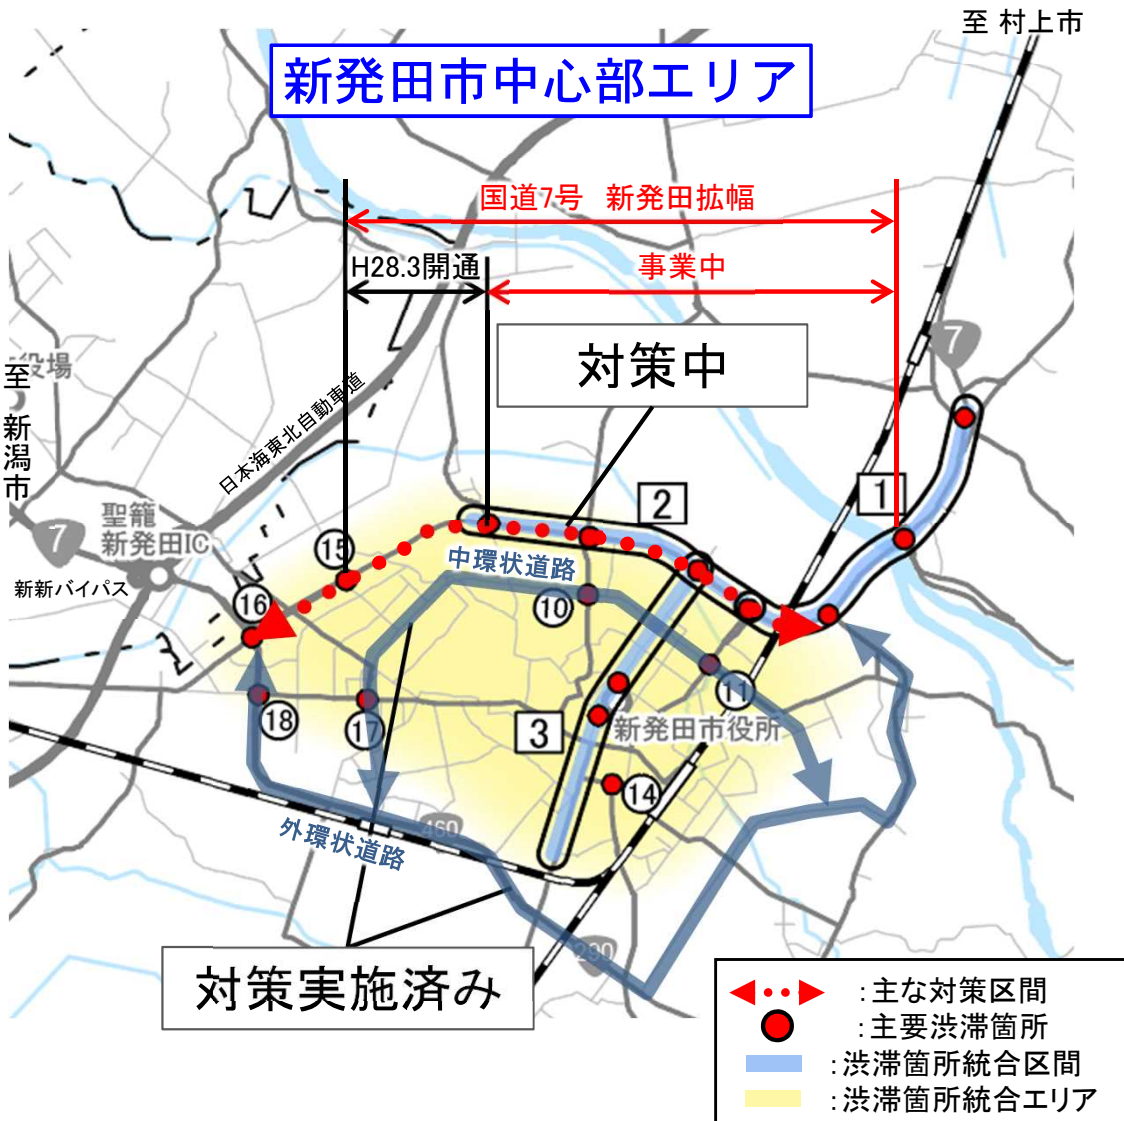 至 村上市
新発田市中心部エリア
国道7号 新発田拡幅
H28.3開通
事業中
対策中
7
役場
至 新潟市
日本海東北自動車道
1
2
7
聖籠
新発田IC
新新バイパス
15
中環状道路
16
10
11
18
17
3
新発田市役所
14
460
外環状道路
290
対策実施済み
:主な対策区間
:主要渋滞箇所
:渋滞箇所統合区間
:渋滞箇所統合エリア